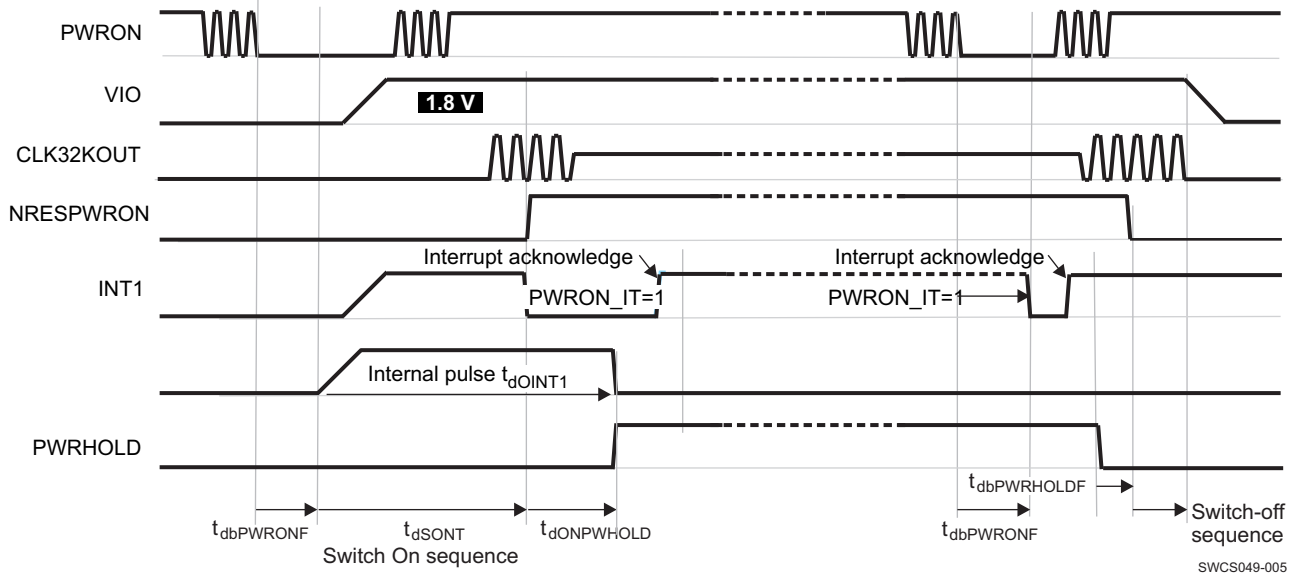 PWRON
VIO
1.8 V
CLK32KOUT
NRESPWRON
Interrupt acknowledge
Interrupt acknowledge
INT1
PWRON_IT=1
PWRON_IT=1
Internal pulse tdOINT1
PWRHOLD
tdbPWRHOLDF
tdbPWRONF
tdSONT
tdONPWHOLD
tdbPWRONF
Switch-off
sequence
Switch On sequence
SWCS049-005